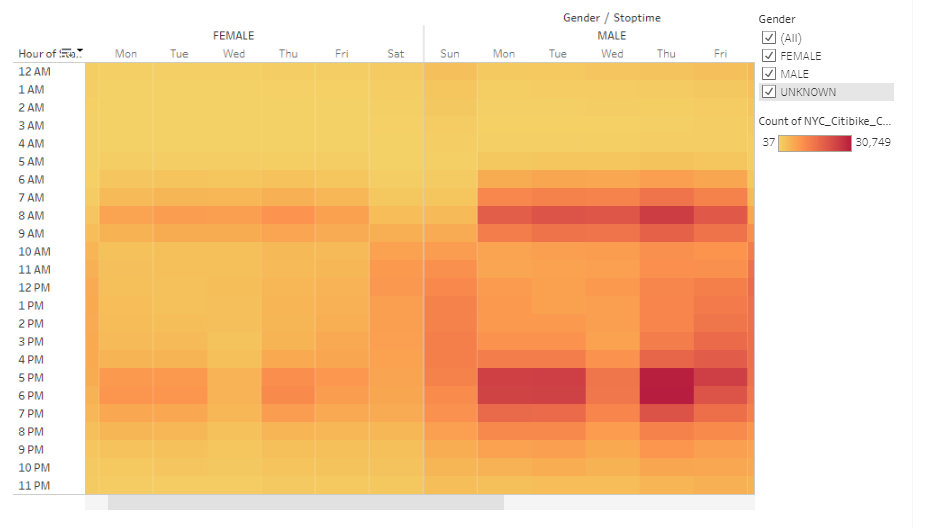 Gender / Stoptime
FEMALE MALE
Hour of Mon Tue Wed Thu Fri Sat Sun Mon Tue Wed Thu Fri
12 AM
1 AM
2 AM
3 AM
4 AM
5 AM
6 AM
7 AM
8 AM
9 AM
10 AM
11 AM
12 PM
1 PM
2 PM
3 PM
4 PM
5 PM
6 PM
7 PM
8 PM
9 PM
10 PM
11 PM
Gender
(All)
FEMALE
MALE
UNKNOWN
Count of NYC_Citibike_C...
37 30,749